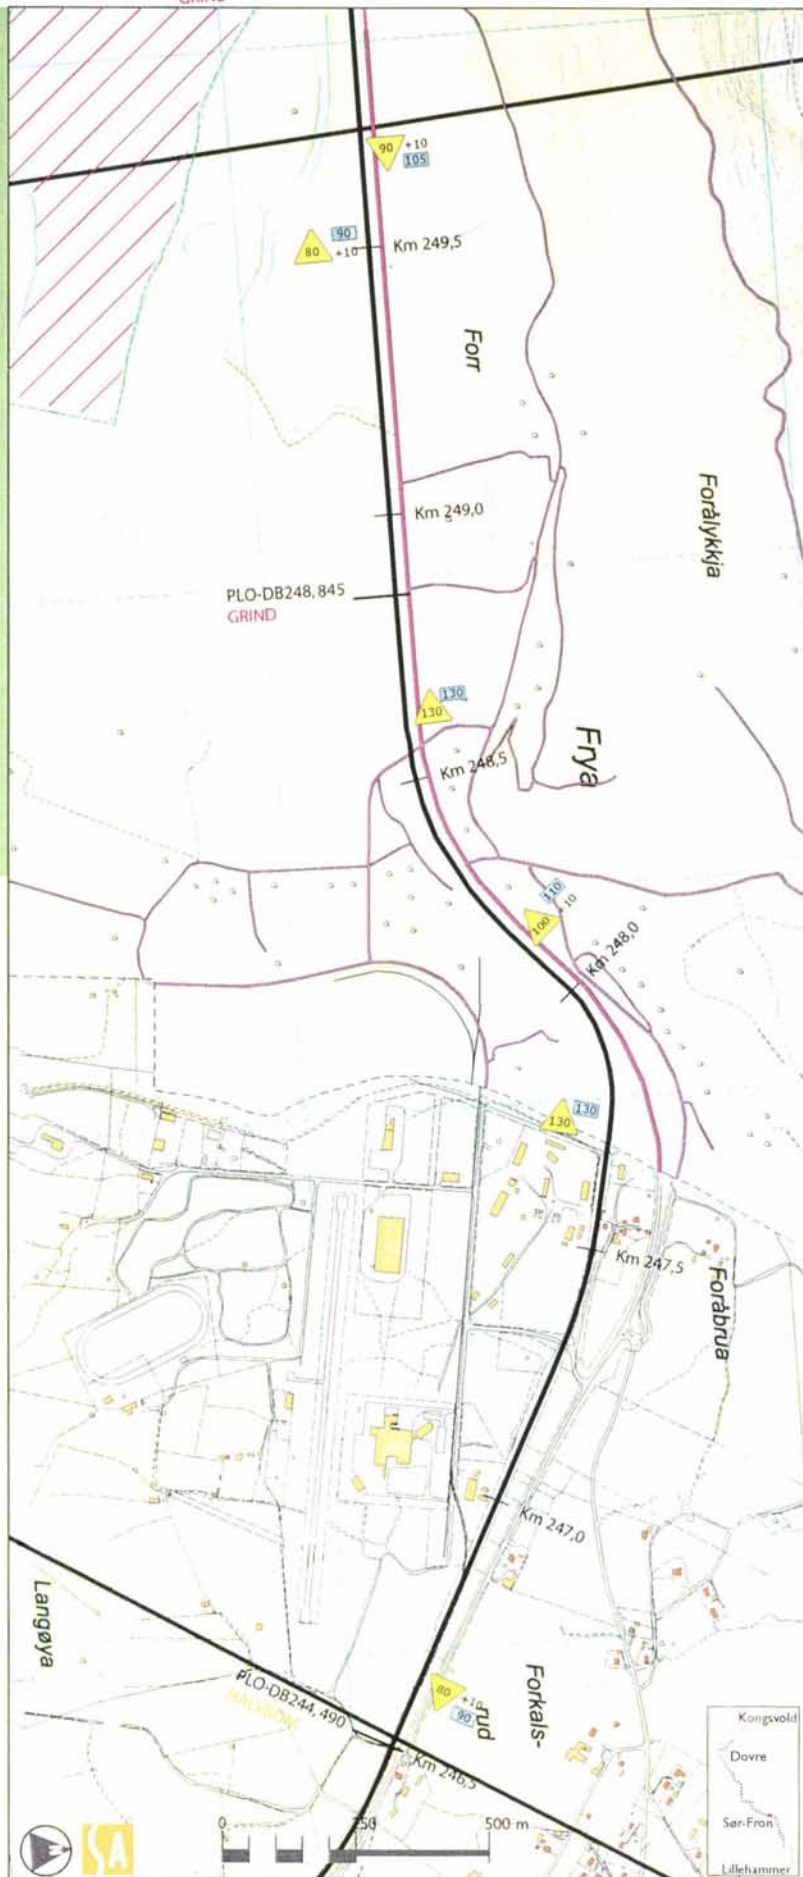 GRIND
90 +10
105
90
80 +10
Km 249,5
Forr
Forålykkja
Km 249,0
PLO-DB248,845
GRIND
130
130
Frya
Km 248,5
110
100 +10
Km 248,0
130
130
Km 247,5
Foråbrua
Km 247,0
Langøya
PLO-DB244,490
HALVBOM
80 +10
90
Forkals-
rud
Km 246,5
Kongsvold
Dovre
Sør-Fron
Lillehammer
0 250 500 m